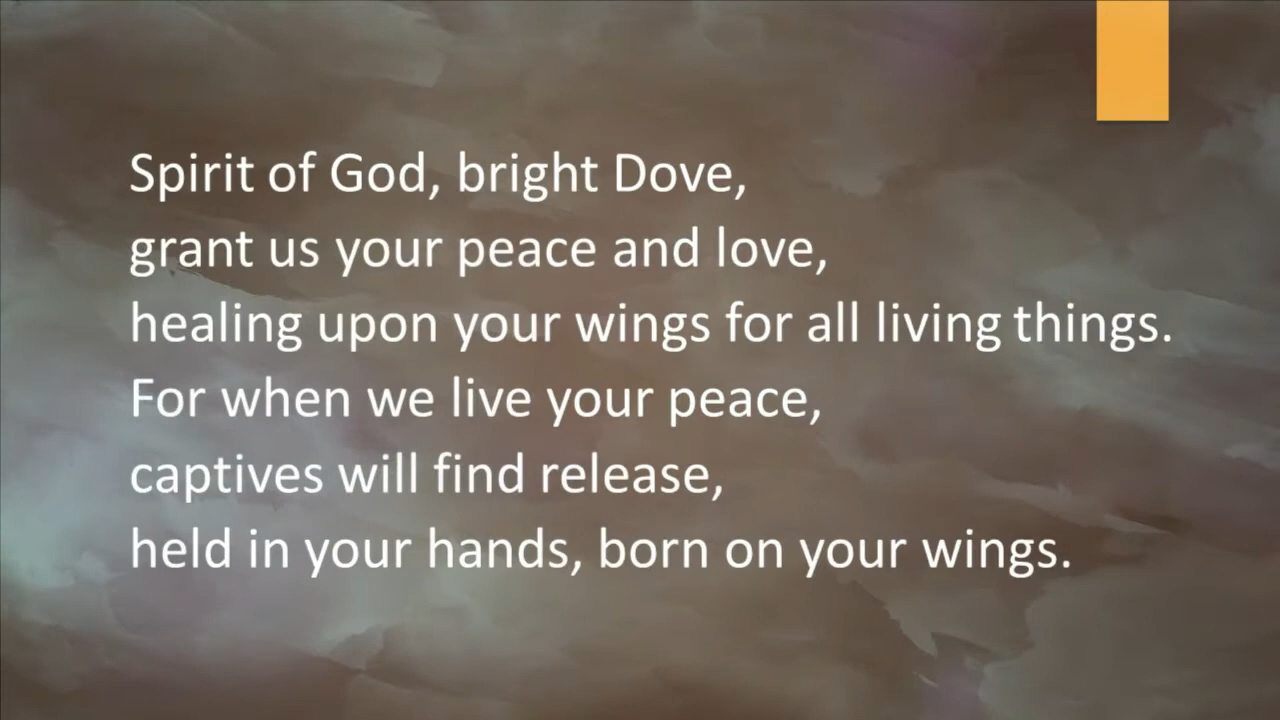 Spirit of God, bright Dove,
grant us your peace and love,
healing upon your wings for all living things.
For when we live your peace,
captives will find release,
held in your hands, born on your wings.